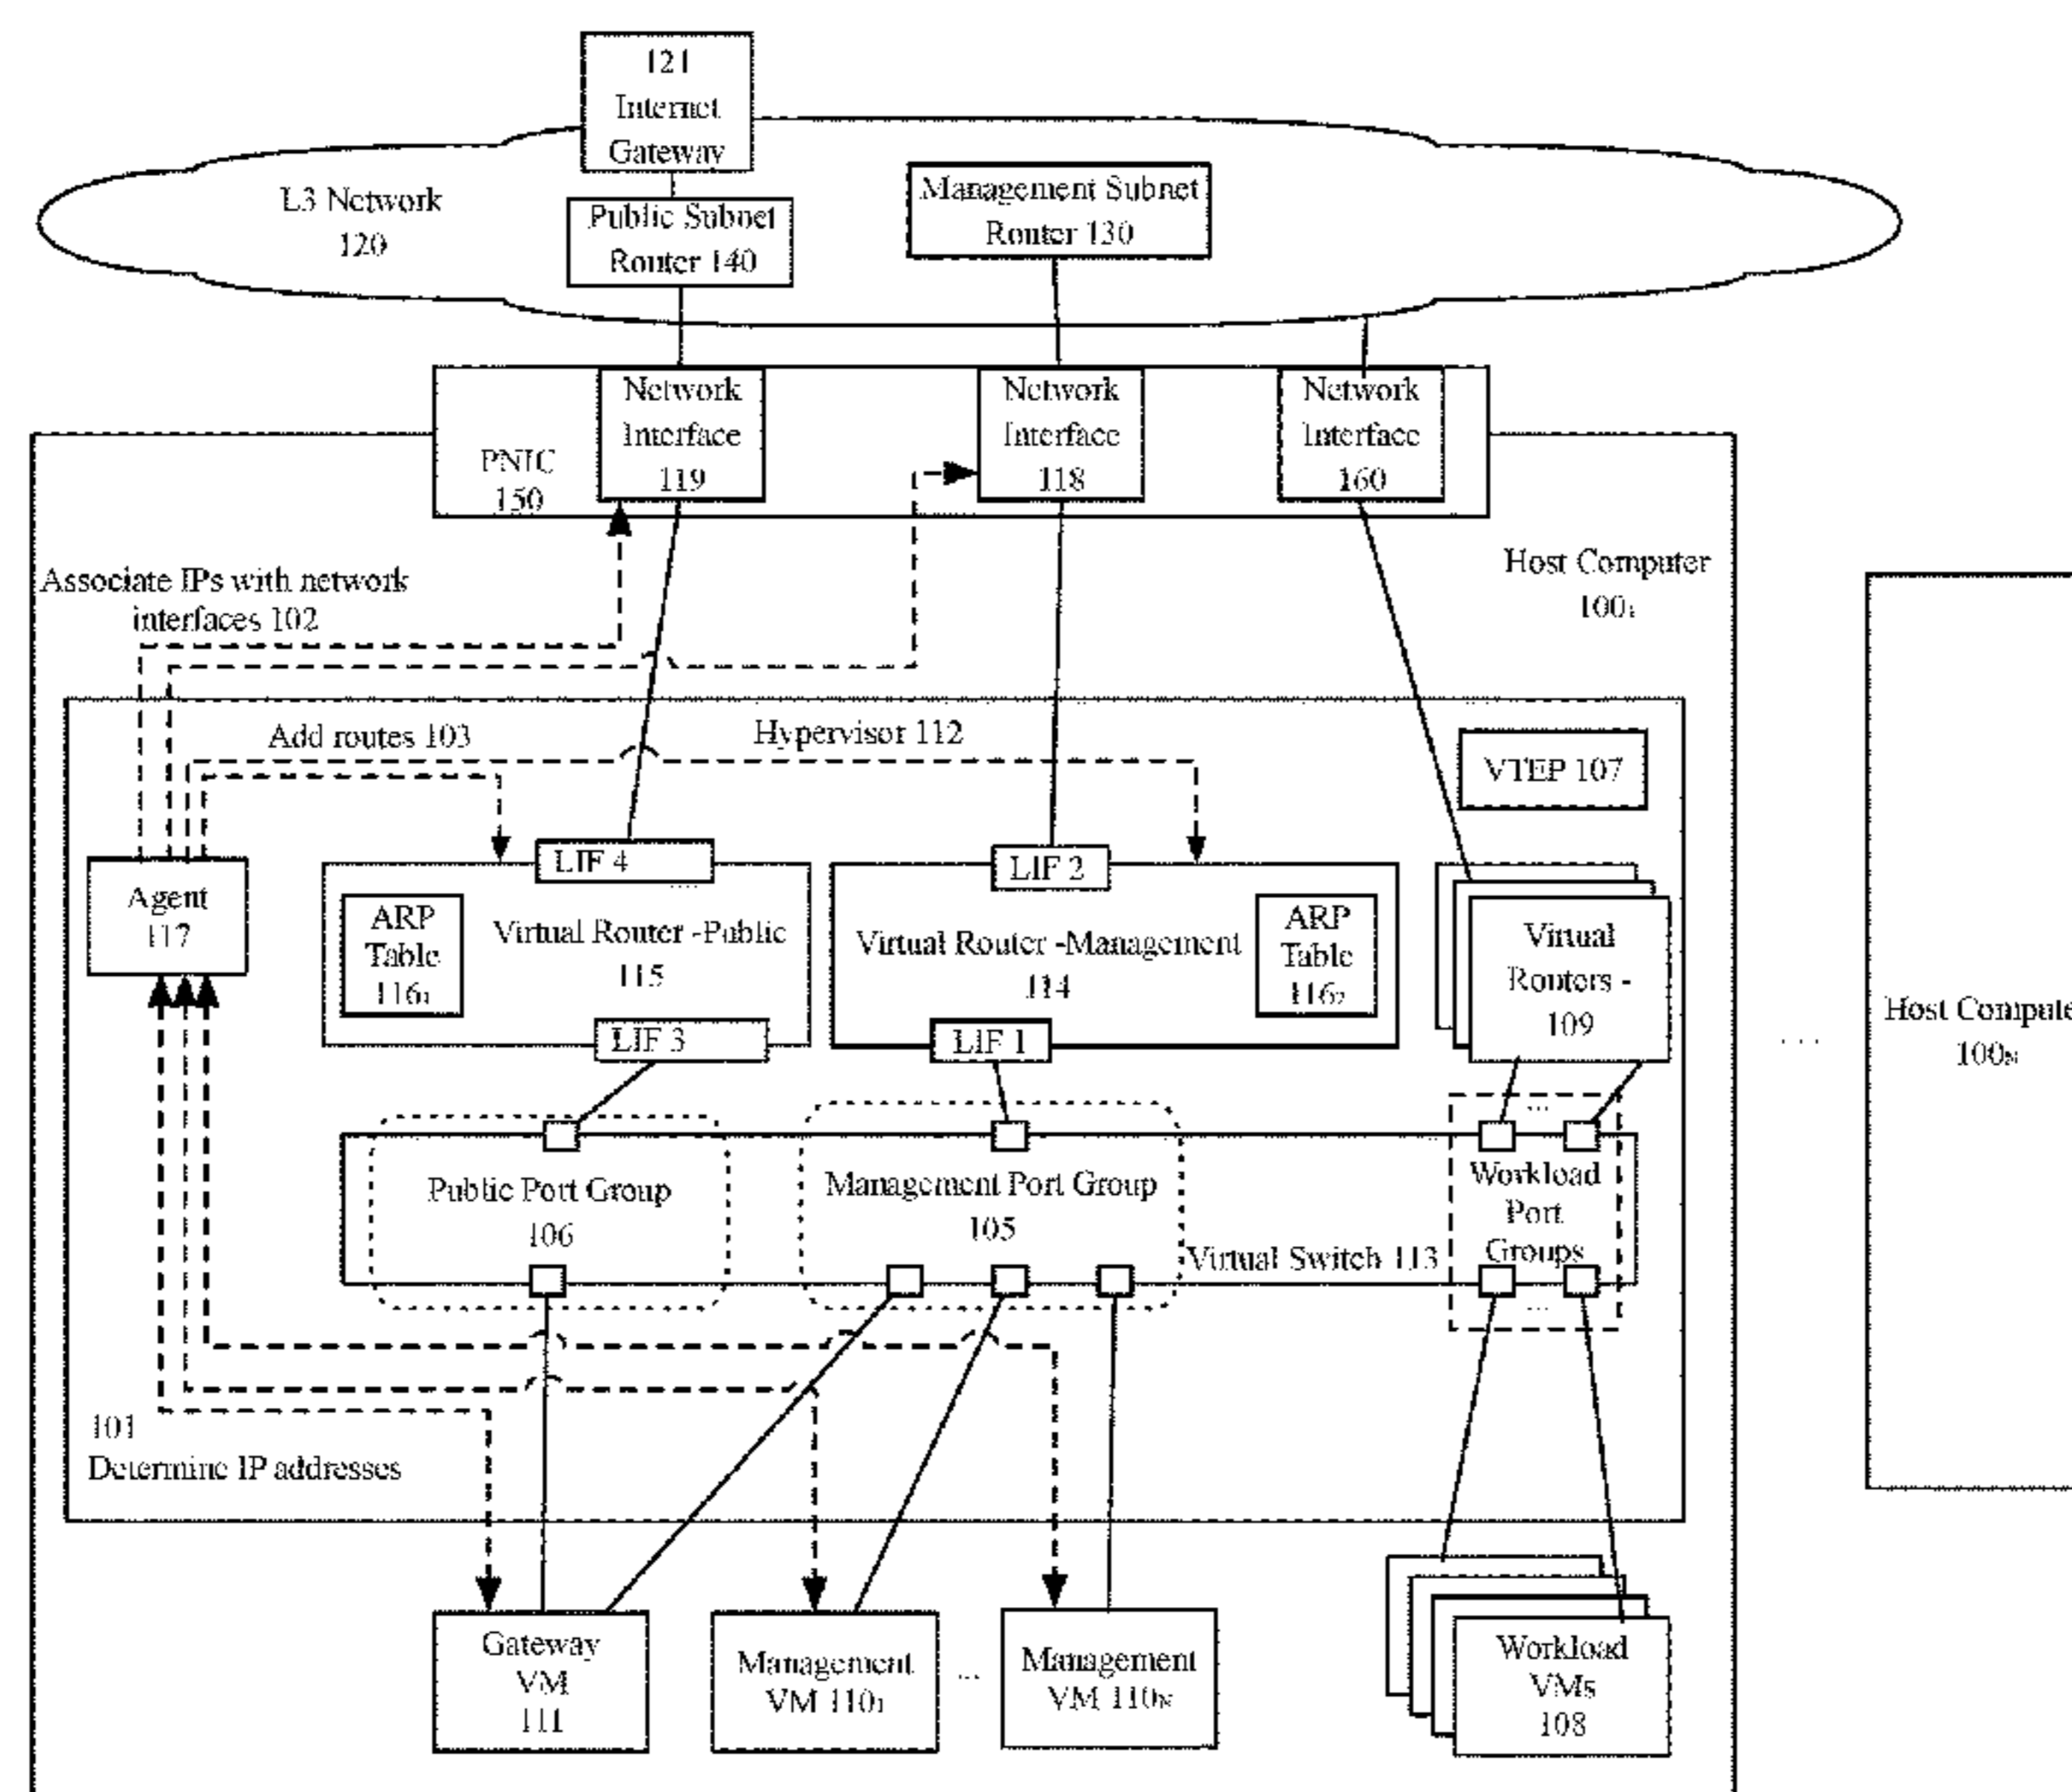 121
Internet
Gateway
L3 Network
120
Public Subnet
Router 140
Management Subnet
Router 130
PNIC
150
Network
Interface
119
Network
Interface
118
Network
Interface
160
Host Computer
100₁
Associate IPs with network
interfaces 102
Add routes 103
Hypervisor 112
VTEP 107
Agent
117
LIF 4
ARP
Table
116₁
Virtual Router -Public
115
LIF 3
LIF 2
Virtual Router -Management
114
ARP
Table
116₂
LIF 1
Virtual
Routers -
109
...
Host Compute
100ₙ
Public Port Group
106
Management Port Group
105
Virtual Switch 113
...
Workload
Port
Groups
...
101
Determine IP addresses
Gateway
VM
111
Management
VM 110₁
...
Management
VM 110ₙ
Workload
VMs
108